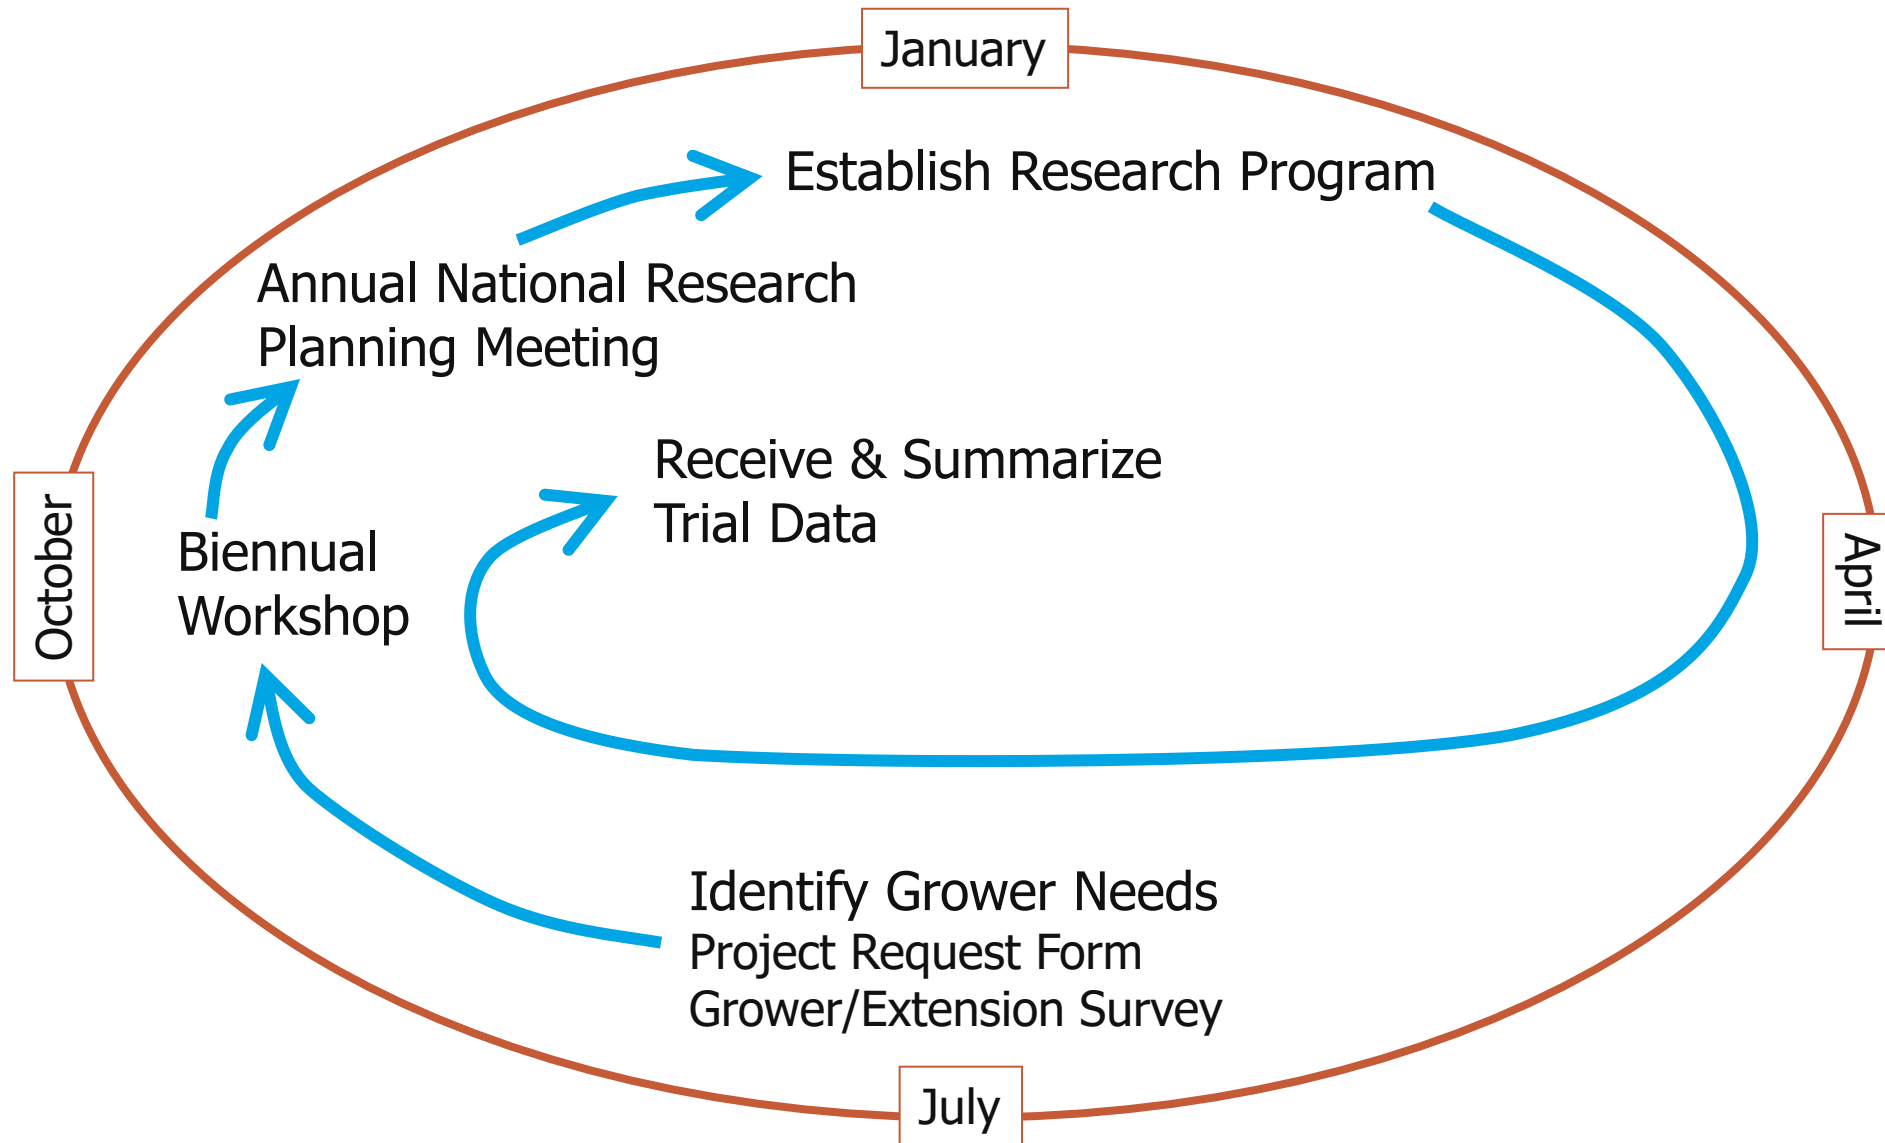 January
Establish Research Program
Annual National Research
Planning Meeting
Receive & Summarize
Trial Data
October
Biennual
Workshop
April
Identify Grower Needs
Project Request Form
Grower/Extension Survey
July